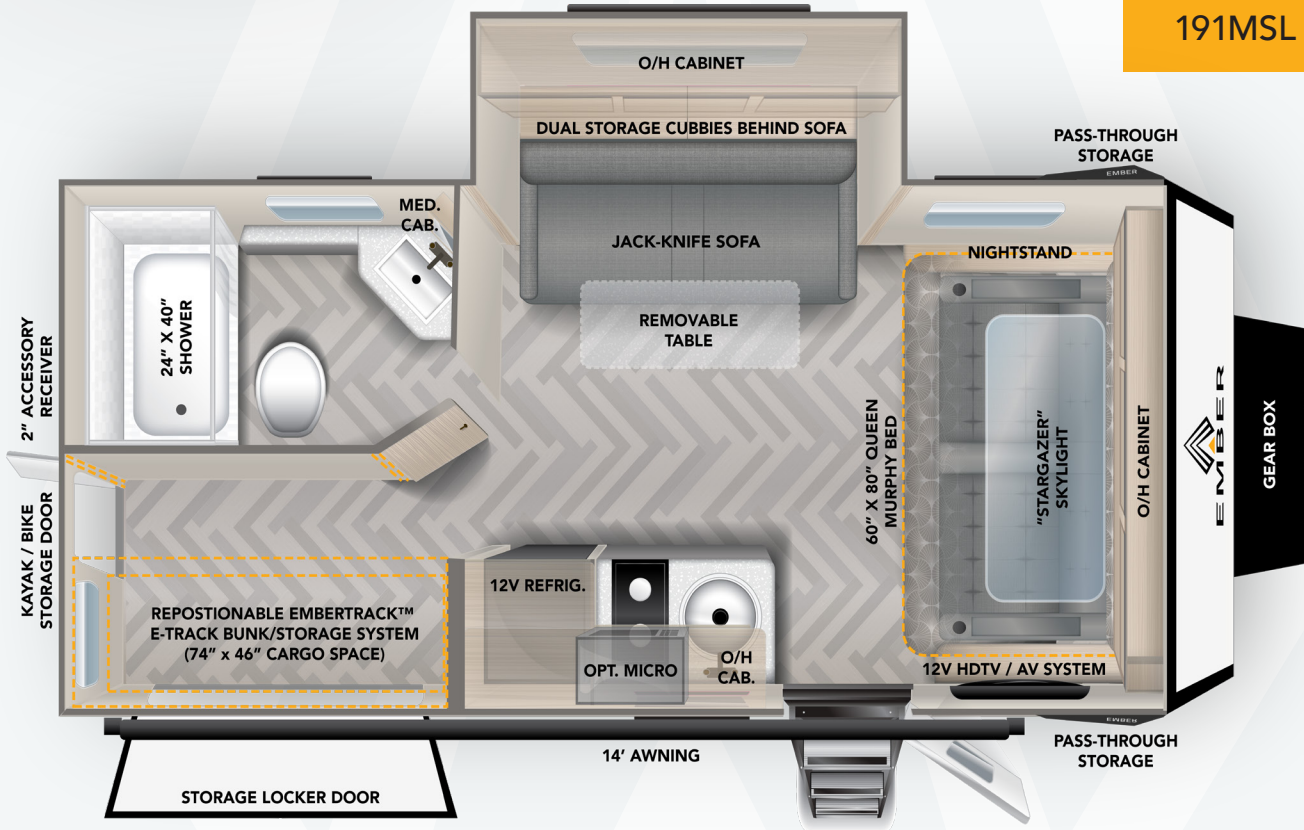 191MSL
O/H CABINET
DUAL STORAGE CUBBIES BEHIND SOFA
PASS-THROUGH
STORAGE
EMBER
MED.
CAB.
JACK-KNIFE SOFA
NIGHTSTAND
24” X 40”
SHOWER
REMOVABLE
TABLE
2” ACCESSORY
RECEIVER
60” X 80” QUEEN
MURPHY BED
“STARGAZER”
SKYLIGHT
O/H CABINET
EMBER
GEAR BOX
KAYAK / BIKE
STORAGE DOOR
12V REFRIG.
REPOSTIONABLE EMBERTRACK™
E-TRACK BUNK/STORAGE SYSTEM
(74” x 46” CARGO SPACE)
OPT. MICRO
O/H
CAB.
12V HDTV / AV SYSTEM
EMBER
PASS-THROUGH
STORAGE
14’ AWNING
STORAGE LOCKER DOOR